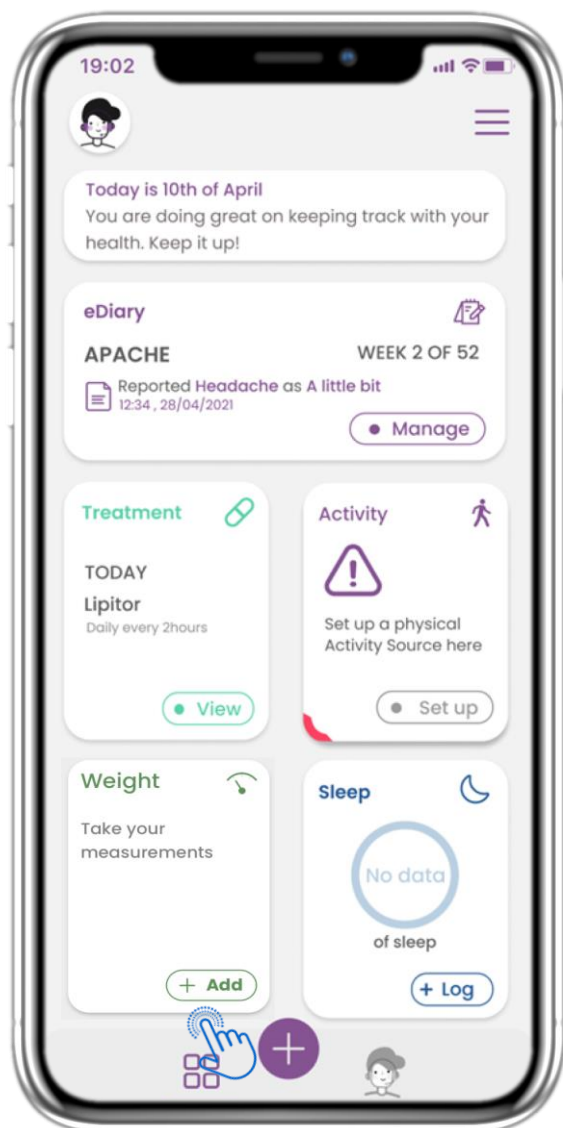 19:02
Today is 10th of April
You are doing great on keeping track with your
health. Keep it up!
eDiary
APACHE
WEEK 2 OF 52
Reported Headache as A little bit
12:34 , 28/04/2021
Manage
Treatment
TODAY
Lipitor
Daily every 2hours
View
Activity
Set up a physical
Activity Source here
Set up
Weight
Take your
measurements
+ Add
Sleep
No data
of sleep
+ Log